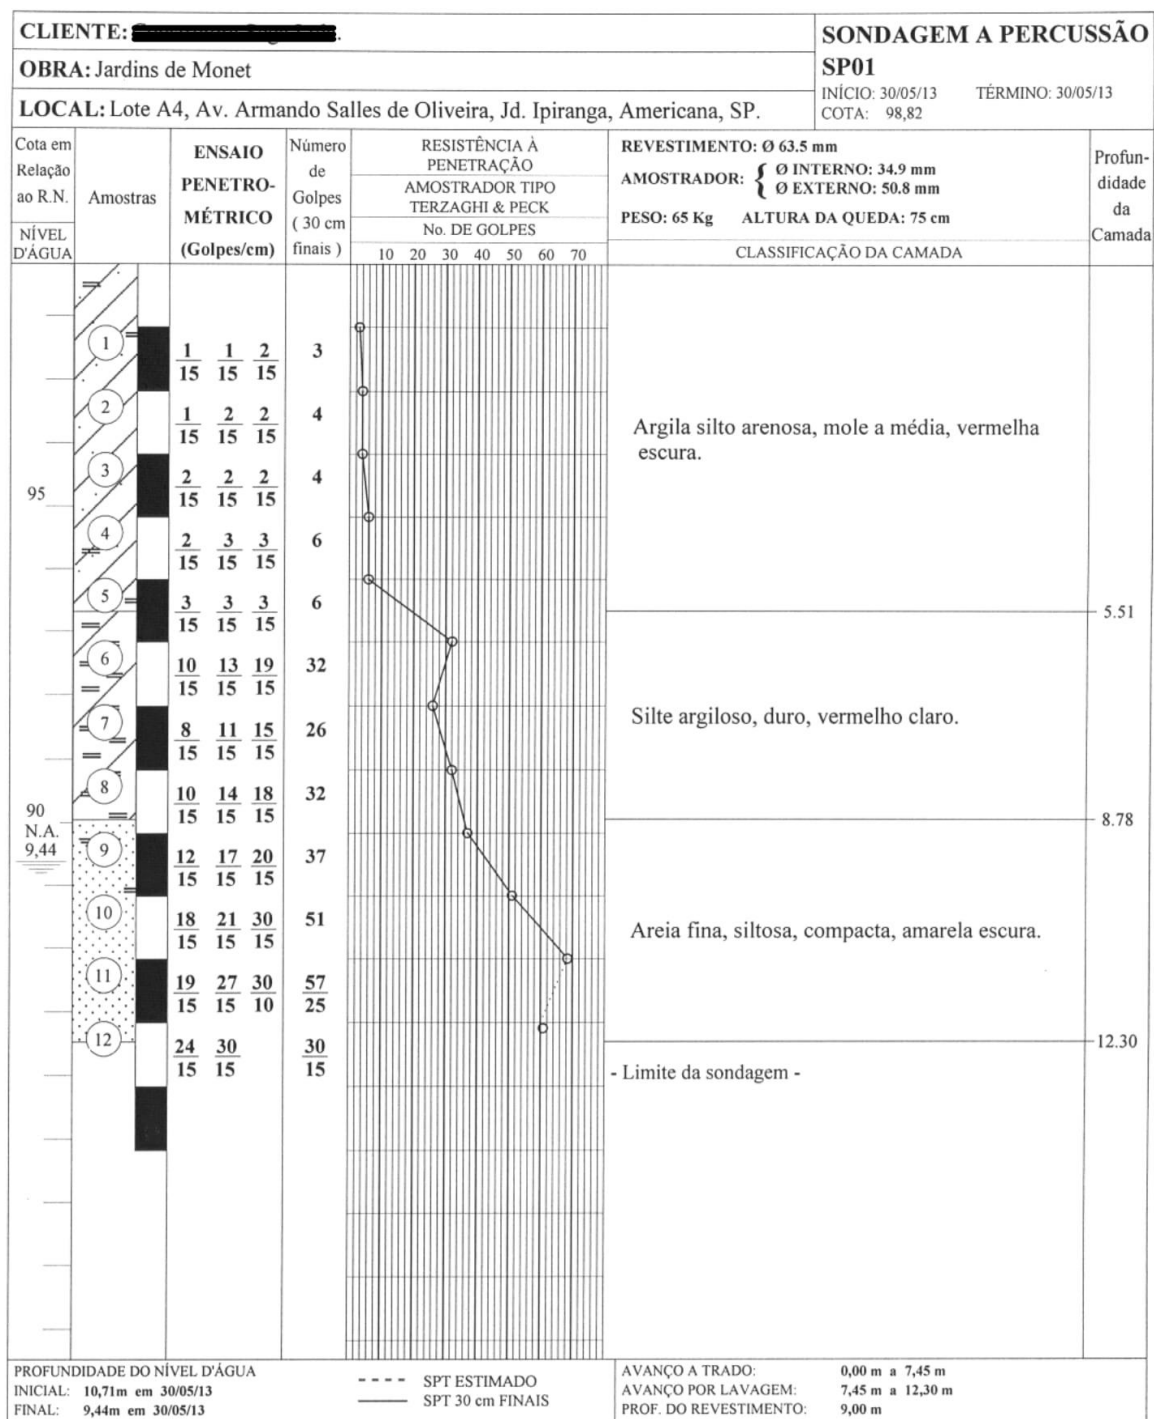 CLIENTE:
SONDAGEM A PERCUSSÃO
OBRA: Jardins de Monet
SP01
INÍCIO: 30/05/13 TÉRMINO: 30/05/13
LOCAL: Lote A4, Av. Armando Salles de Oliveira, Jd. Ipiranga, Americana, SP.
COTA: 98,82
Cota em
Relação
ao R.N.
NÍVEL
D'ÁGUA
Amostras
ENSAIO
PENETRO-
MÉTRICO
(Golpes/cm)
Número
de
Golpes
( 30 cm
finais )
RESISTÊNCIA À
PENETRAÇÃO
AMOSTRADOR TIPO
TERZAGHI & PECK
No. DE GOLPES
10 20 30 40 50 60 70
REVESTIMENTO: Ø 63.5 mm
AMOSTRADOR: { Ø INTERNO: 34.9 mm
Ø EXTERNO: 50.8 mm
PESO: 65 Kg ALTURA DA QUEDA: 75 cm
CLASSIFICAÇÃO DA CAMADA
Profun-
didade
da
Camada
1 1 1 2 3
15 15 15
2 1 2 2 4
15 15 15
Argila silto arenosa, mole a média, vermelha
escura.
3 2 2 2 4
95 15 15 15
4 2 3 3 6
15 15 15
5 3 3 3 6 5.51
15 15 15
6 10 13 19 32
15 15 15
Silte argiloso, duro, vermelho claro.
7 8 11 15 26
15 15 15
8 10 14 18 32
90 15 15 15 8.78
N.A.
9,44 9 12 17 20 37
15 15 15
10 18 21 30 51
15 15 15
Areia fina, siltosa, compacta, amarela escura.
11 19 27 30 57
15 15 10 25
12 24 30 30 12.30
15 15 15
- Limite da sondagem -
PROFUNDIDADE DO NÍVEL D'ÁGUA
INICIAL: 10,71m em 30/05/13
FINAL: 9,44m em 30/05/13
---- SPT ESTIMADO
—— SPT 30 cm FINAIS
AVANÇO A TRADO: 0,00 m a 7,45 m
AVANÇO POR LAVAGEM: 7,45 m a 12,30 m
PROF. DO REVESTIMENTO: 9,00 m